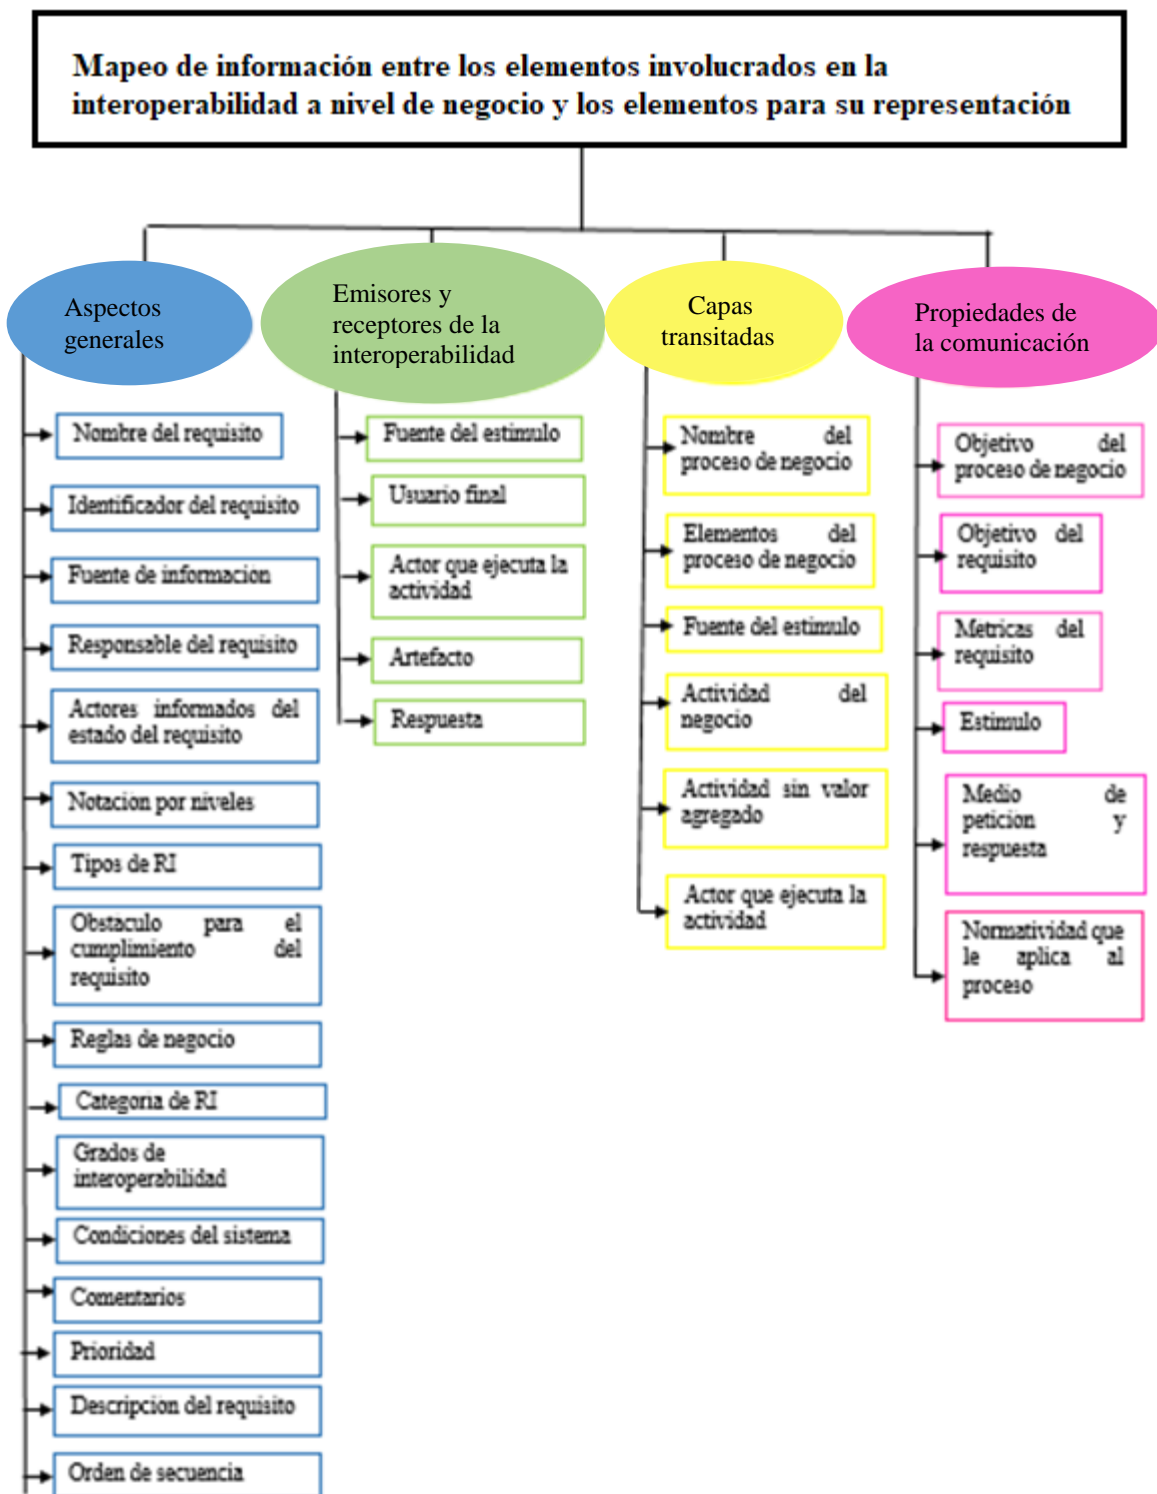 Mapeo de información entre los elementos involucrados en la
interoperabilidad a nivel de negocio y los elementos para su representación
Aspectos
generales
Emisores y
receptores de la
interoperabilidad
Capas
transitadas
Propiedades de
la comunicación
Nombre del requisito
Identificador del requisito
Fuente de informacion
Responsable del requisito
Actores informados del
estado del requisito
Notacion por niveles
Tipos de RI
Obstaculo para el
cumplimiento del
requisito
Reglas de negocio
Categoria de RI
Grados de
interoperabilidad
Condiciones del sistema
Comentarios
Prioridad
Descripcion del requisito
Orden de secuencia
Fuente del estimulo
Usuario final
Actor que ejecuta la
actividad
Artefacto
Respuesta
Nombre del
proceso de negocio
Elementos del
proceso de negocio
Fuente del estimulo
Actividad del
negocio
Actividad sin valor
agregado
Actor que ejecuta la
actividad
Objetivo del
proceso de negocio
Objetivo del
requisito
Metricas del
requisito
Estimulo
Medio de
peticion y
respuesta
Normatividad que
le aplica al
proceso